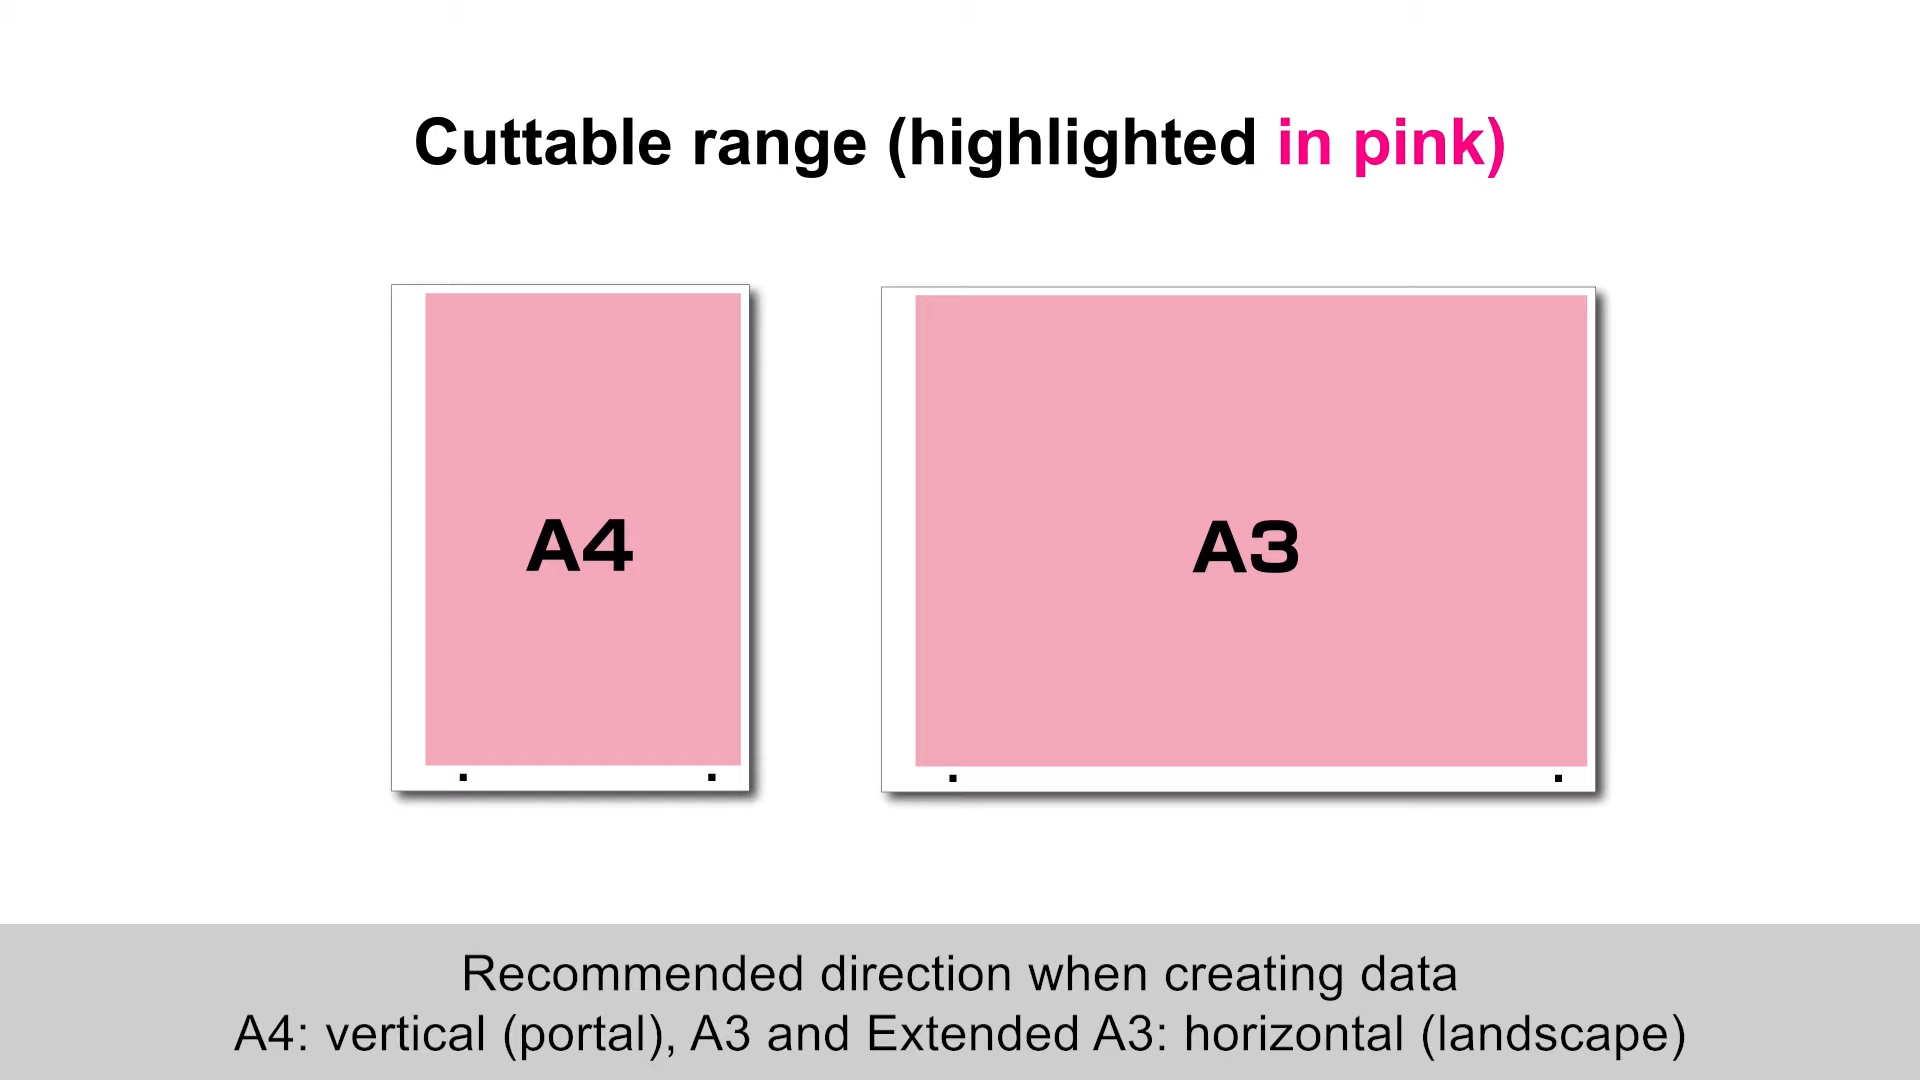 Cuttable range (highlighted in pink)
A4
A3
Recommended direction when creating data
A4: vertical (portal), A3 and Extended A3: horizontal (landscape)